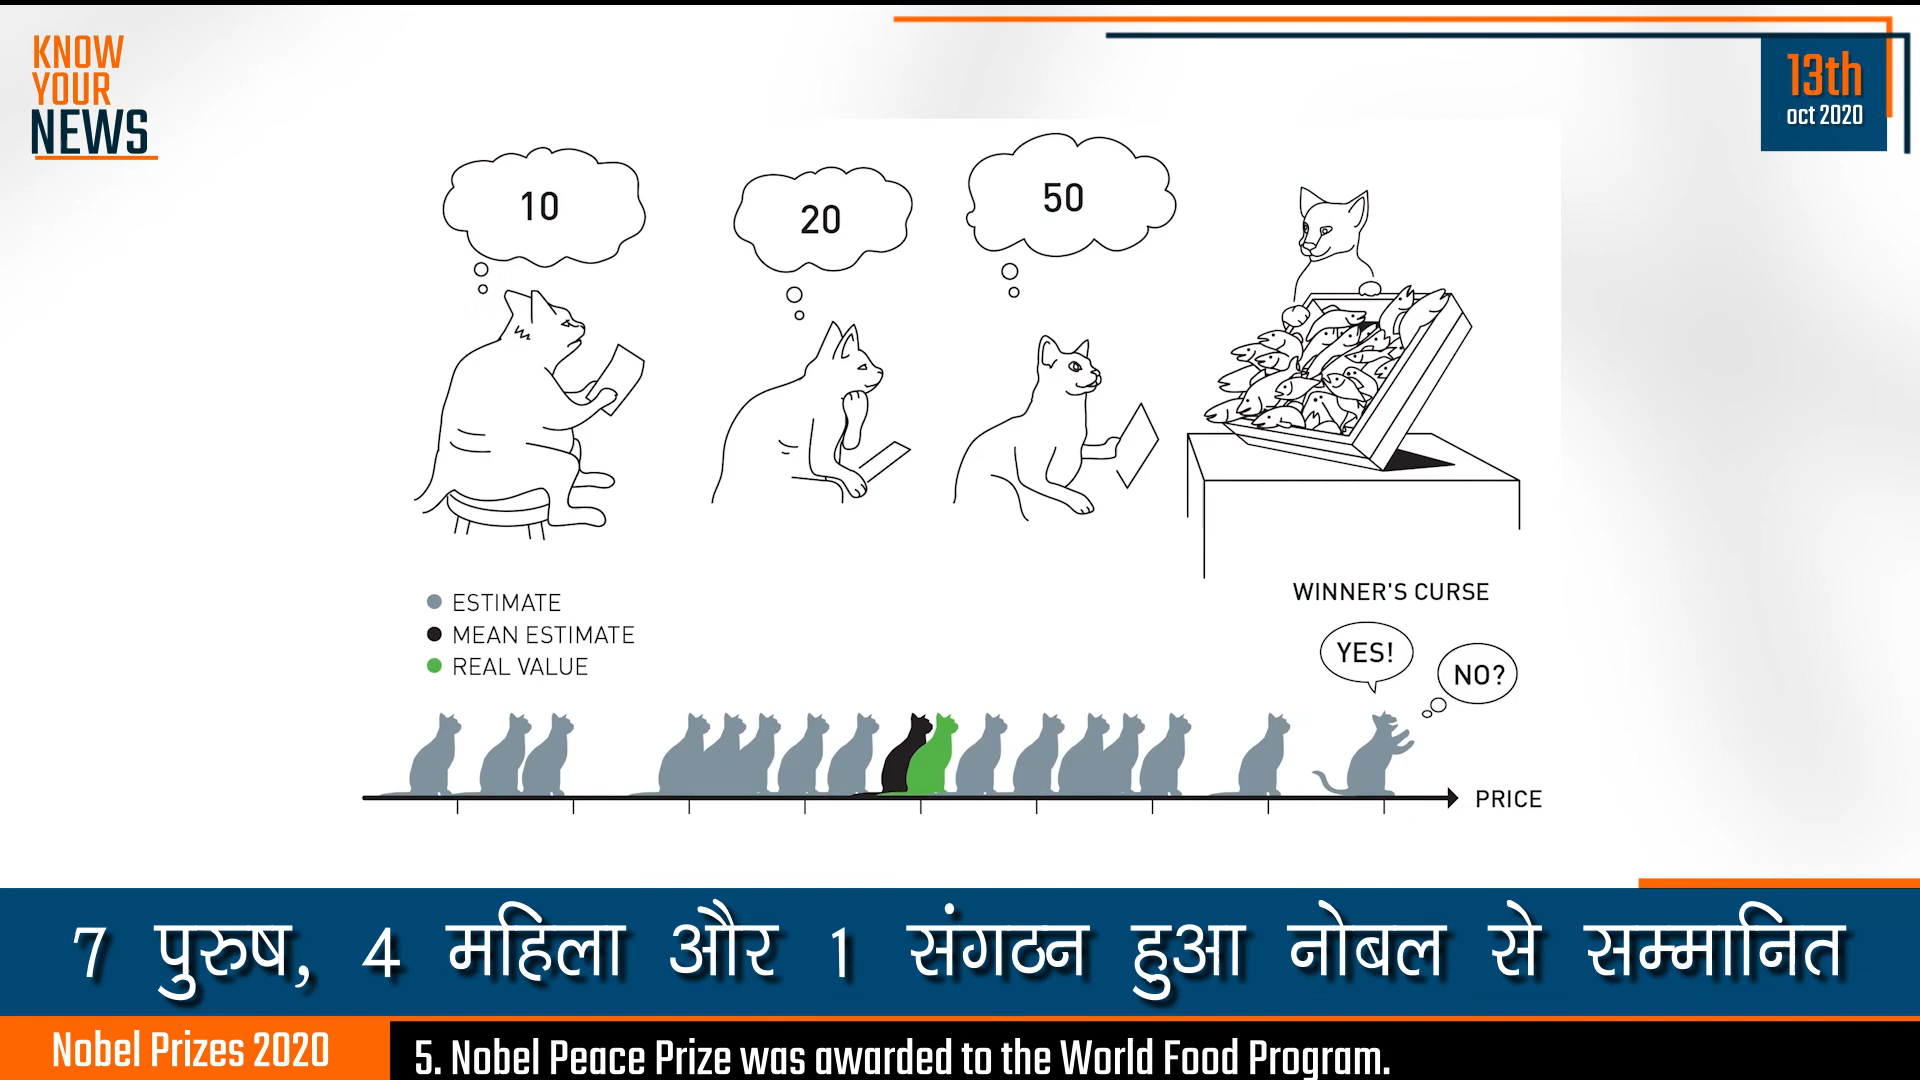 KNOW
YOUR
NEWS
13th
oct 2020
10
20
50
ESTIMATE
MEAN ESTIMATE
REAL VALUE
WINNER'S CURSE
YES!
NO?
PRICE
7 पुरुष, 4 महिला और 1 संगठन हुआ नोबल से सम्मानित
Nobel Prizes 2020
5. Nobel Peace Prize was awarded to the World Food Program.